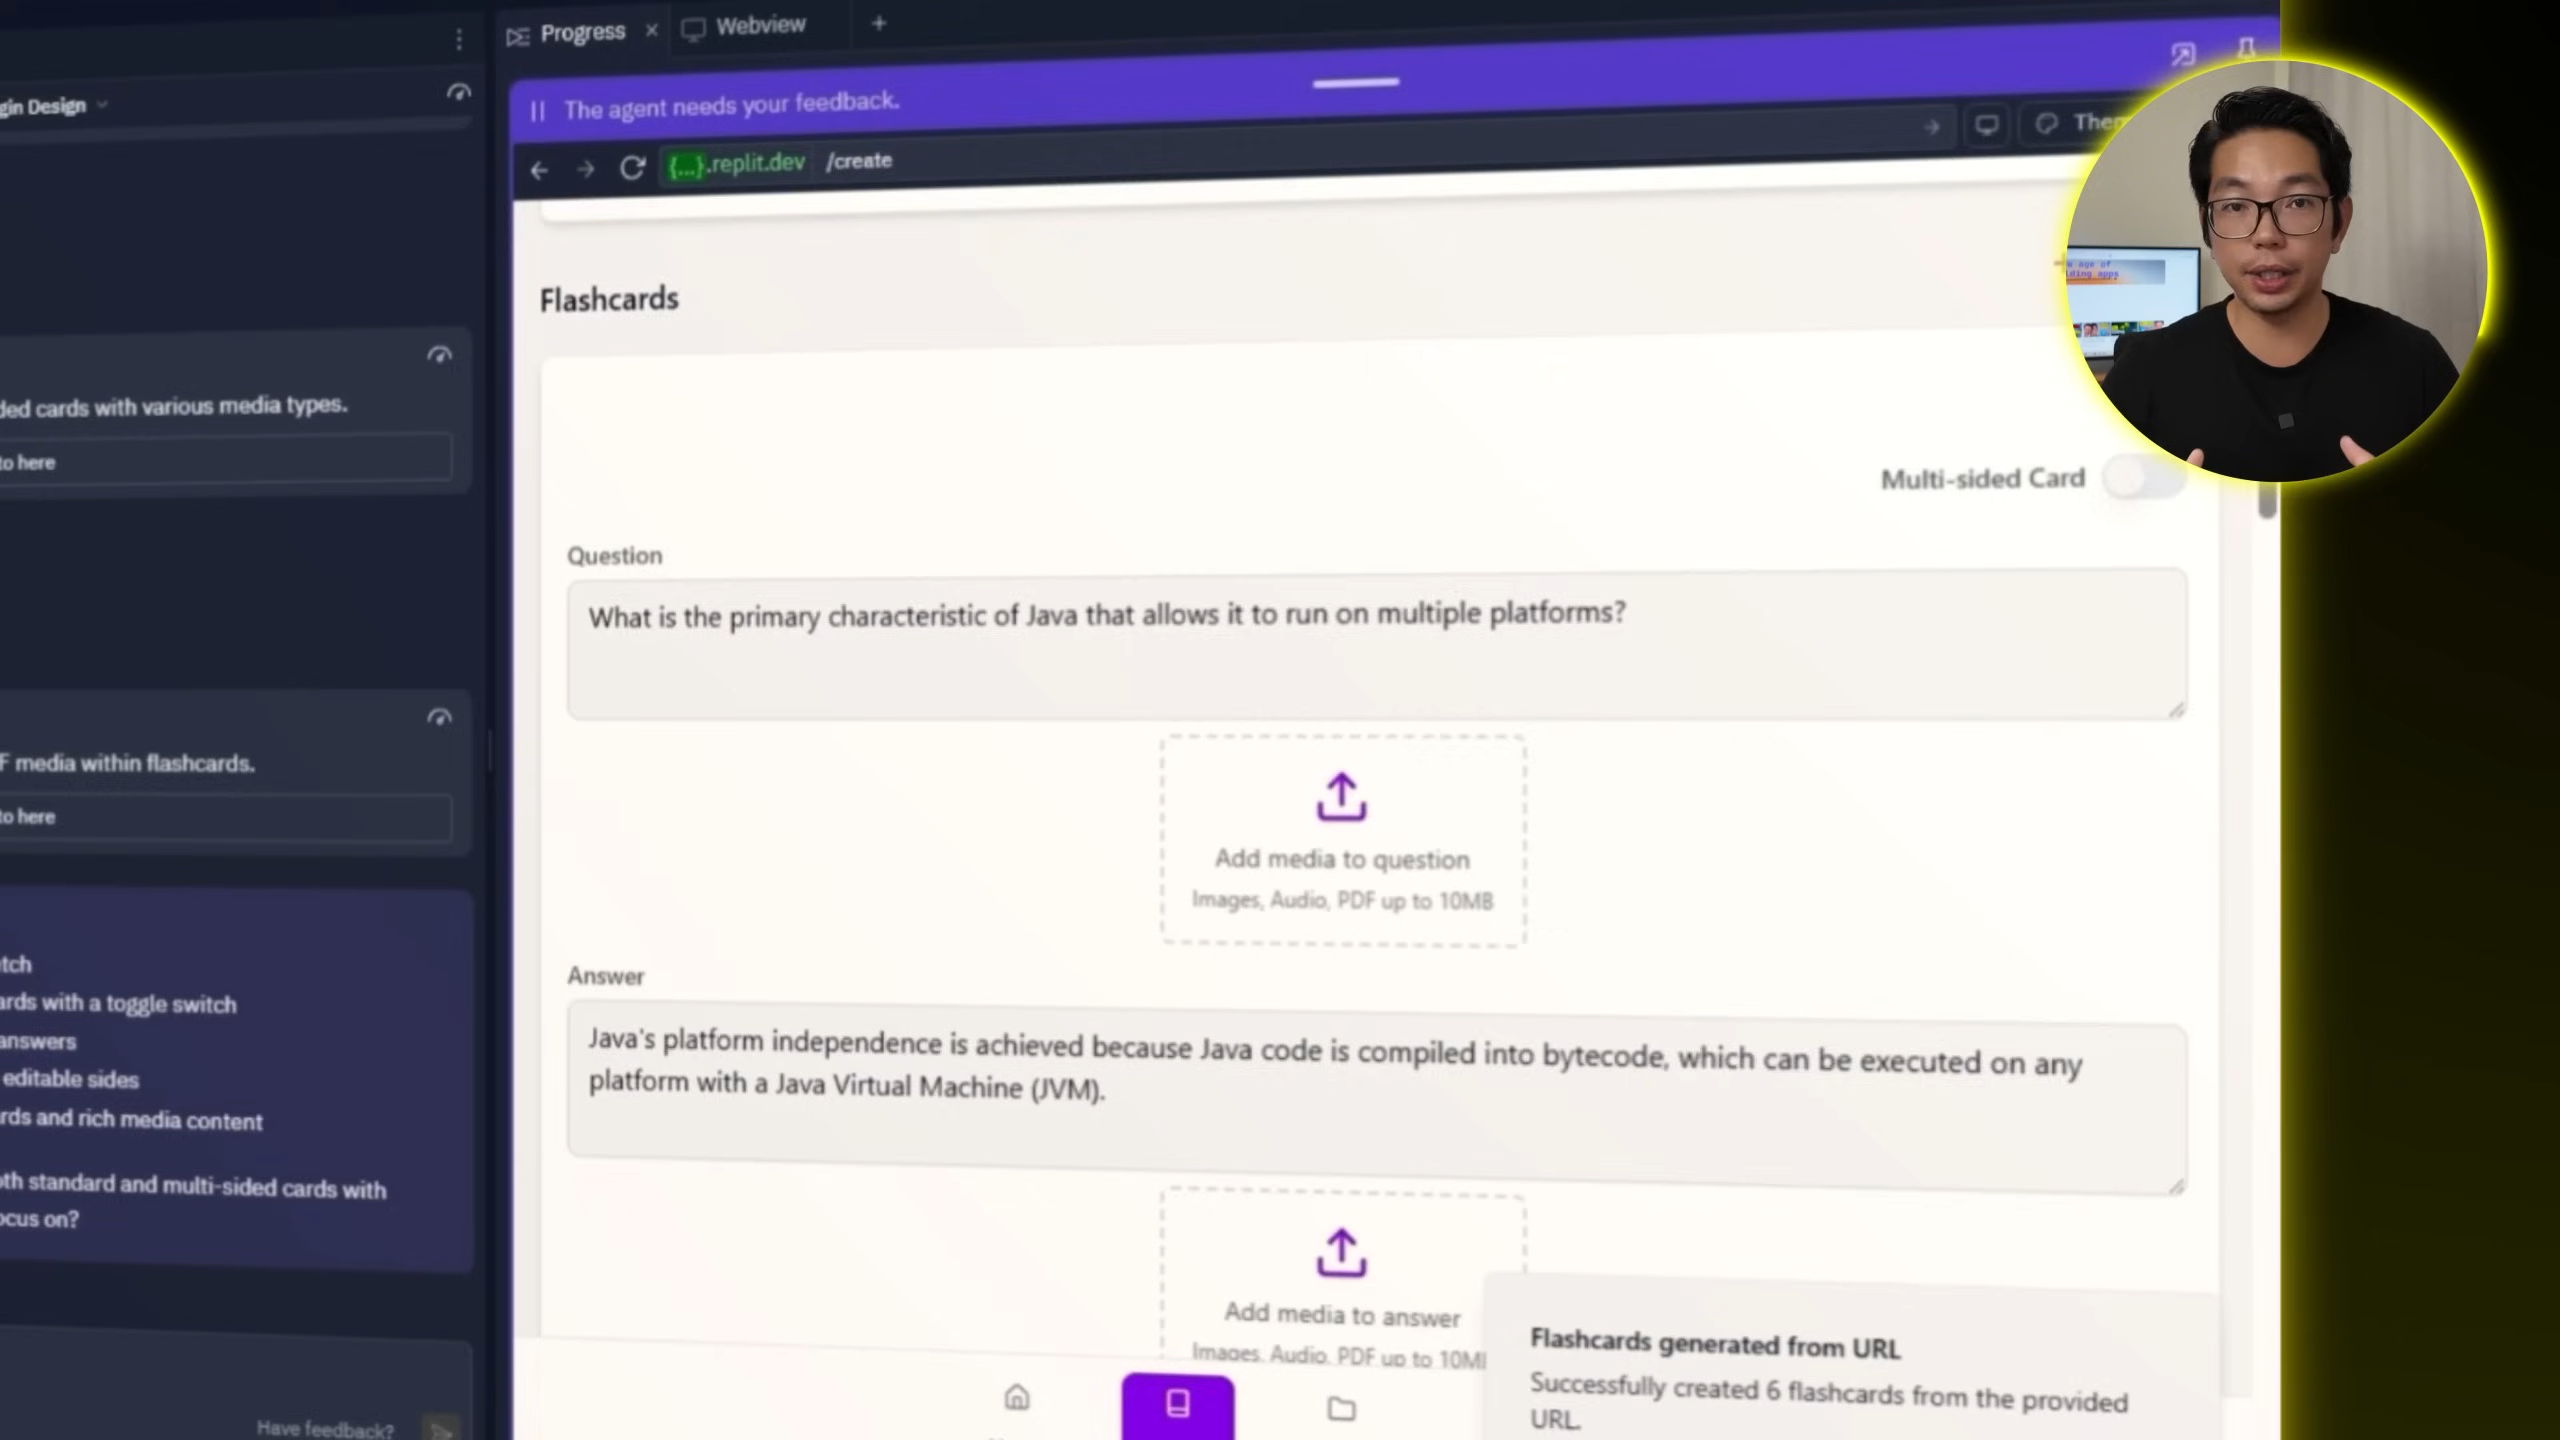 Progress
Webview
gin Design
The agent needs your feedback.
{...}.replit.dev /create
Flashcards
ded cards with various media types.
to here
Multi-sided Card
Question
What is the primary characteristic of Java that allows it to run on multiple platforms?
F media within flashcards.
to here
Add media to question
Images, Audio, PDF up to 10MB
tch
ards with a toggle switch
answers
editable sides
rds and rich media content
oth standard and multi-sided cards with
ocus on?
Answer
Java's platform independence is achieved because Java code is compiled into bytecode, which can be executed on any
platform with a Java Virtual Machine (JVM).
Add media to answer
Images, Audio, PDF up to 10M
Flashcards generated from URL
Successfully created 6 flashcards from the provided
URL.
Have feedback?